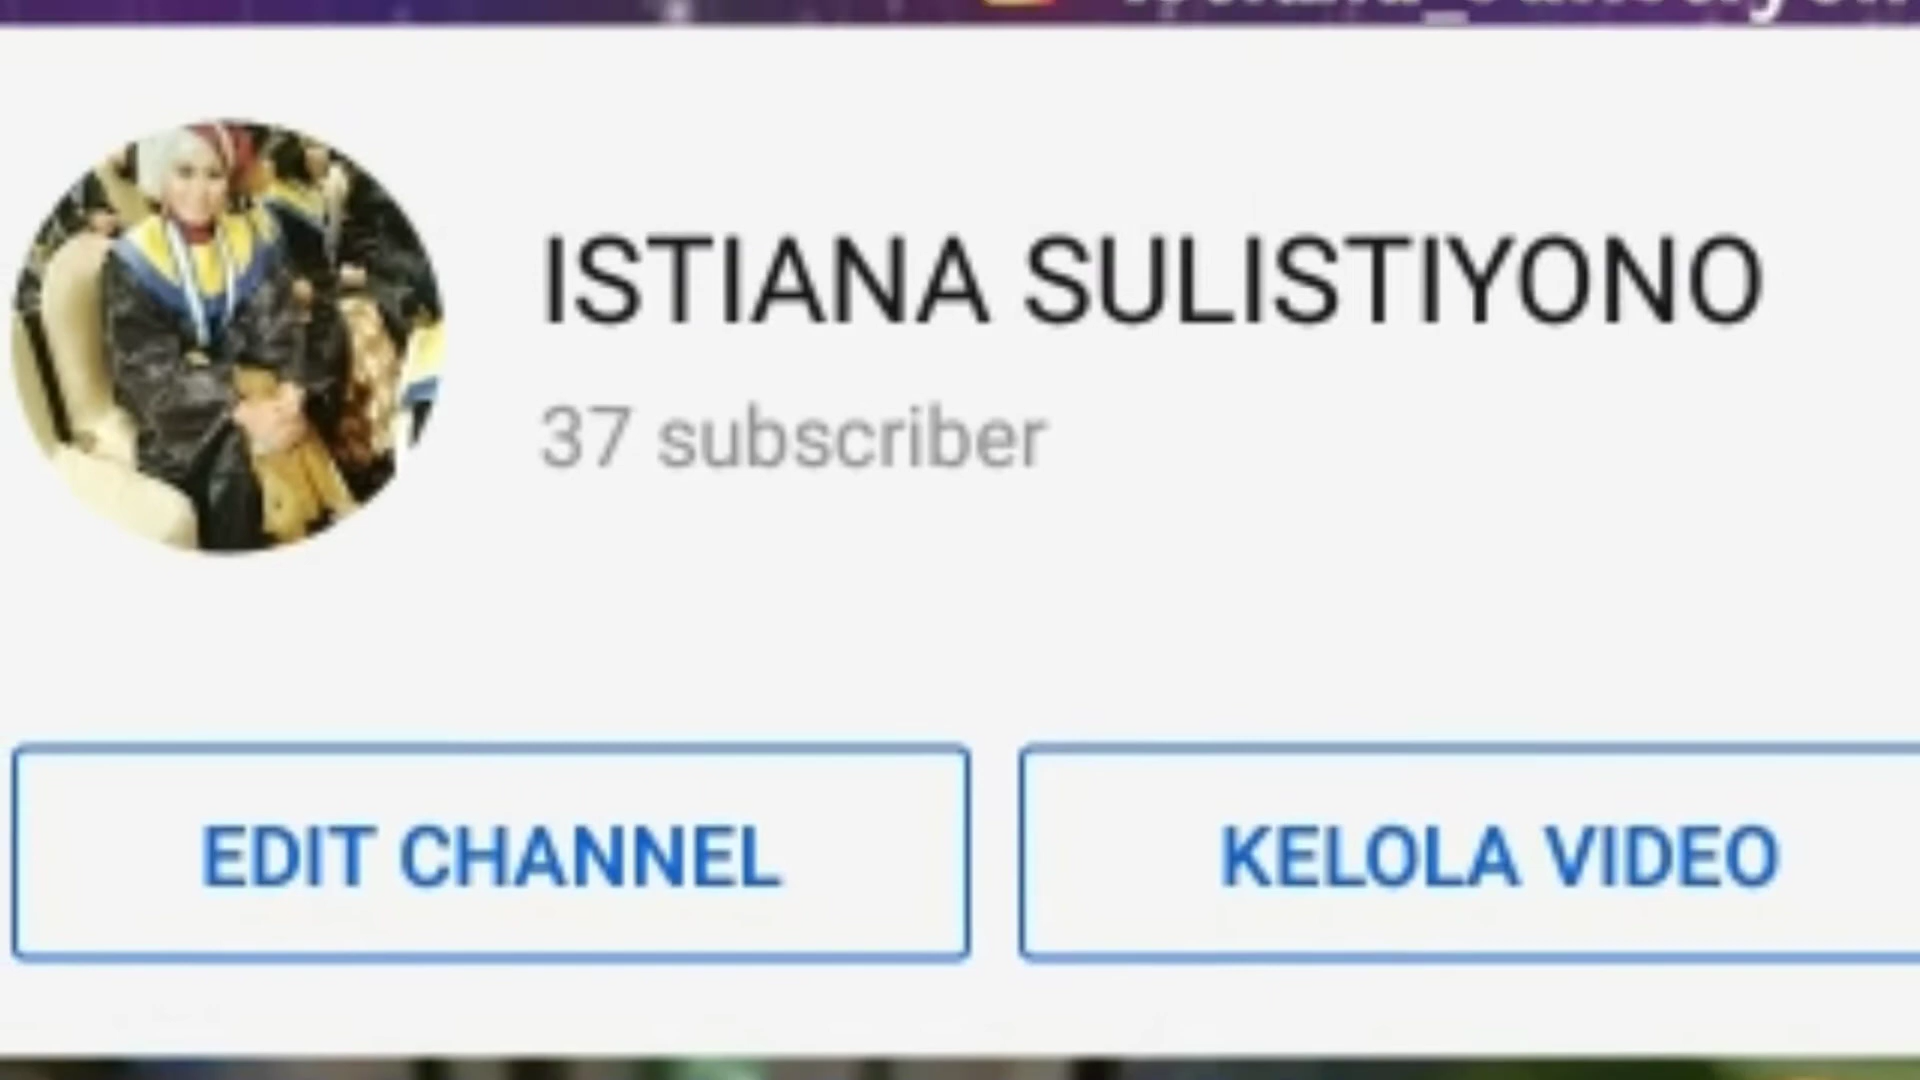 ISTIANA SULISTIYONO
37 subscriber
EDIT CHANNEL
KELOLA VIDEO